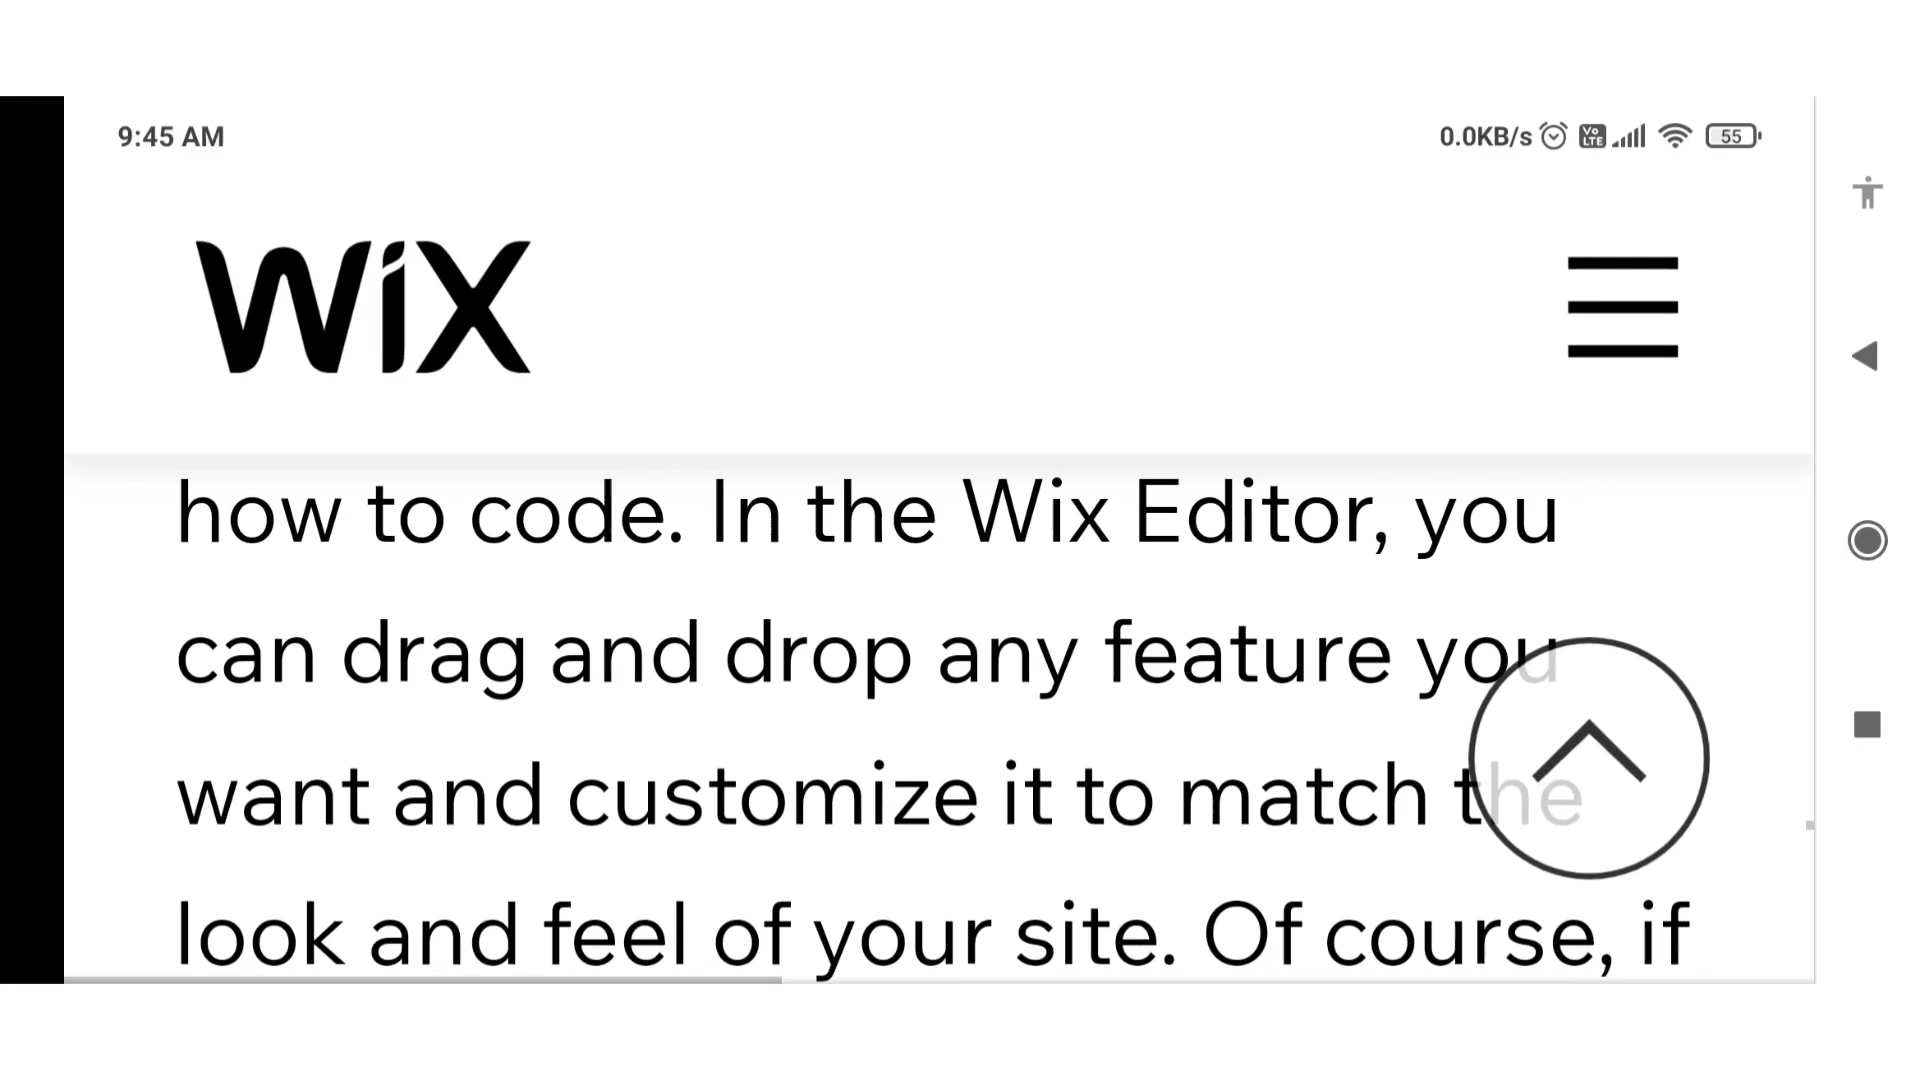 9:45 AM
0.0KB/s Vo LTE 55
WiX
how to code. In the Wix Editor, you
can drag and drop any feature you
want and customize it to match the
look and feel of your site. Of course, if